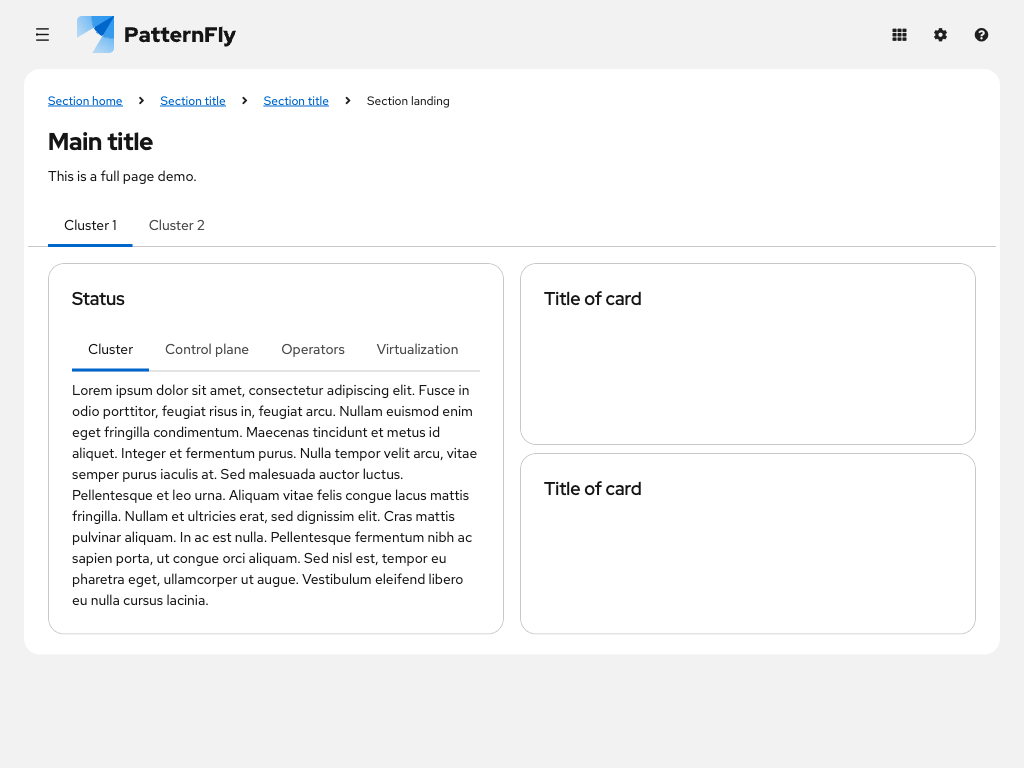 PatternFly
Section home > Section title > Section title > Section landing
Main title
This is a full page demo.
Cluster 1 Cluster 2
Status
Cluster Control plane Operators Virtualization
Lorem ipsum dolor sit amet, consectetur adipiscing elit. Fusce in
odio porttitor, feugiat risus in, feugiat arcu. Nullam euismod enim
eget fringilla condimentum. Maecenas tincidunt et metus id
aliquet. Integer et fermentum purus. Nulla tempor velit arcu, vitae
semper purus iaculis at. Sed malesuada auctor luctus.
Pellentesque et leo urna. Aliquam vitae felis congue lacus mattis
fringilla. Nullam et ultricies erat, sed dignissim elit. Cras mattis
pulvinar aliquam. In ac est nulla. Pellentesque fermentum nibh ac
sapien porta, ut congue orci aliquam. Sed nisl est, tempor eu
pharetra eget, ullamcorper ut augue. Vestibulum eleifend libero
eu nulla cursus lacinia.
Title of card
Title of card